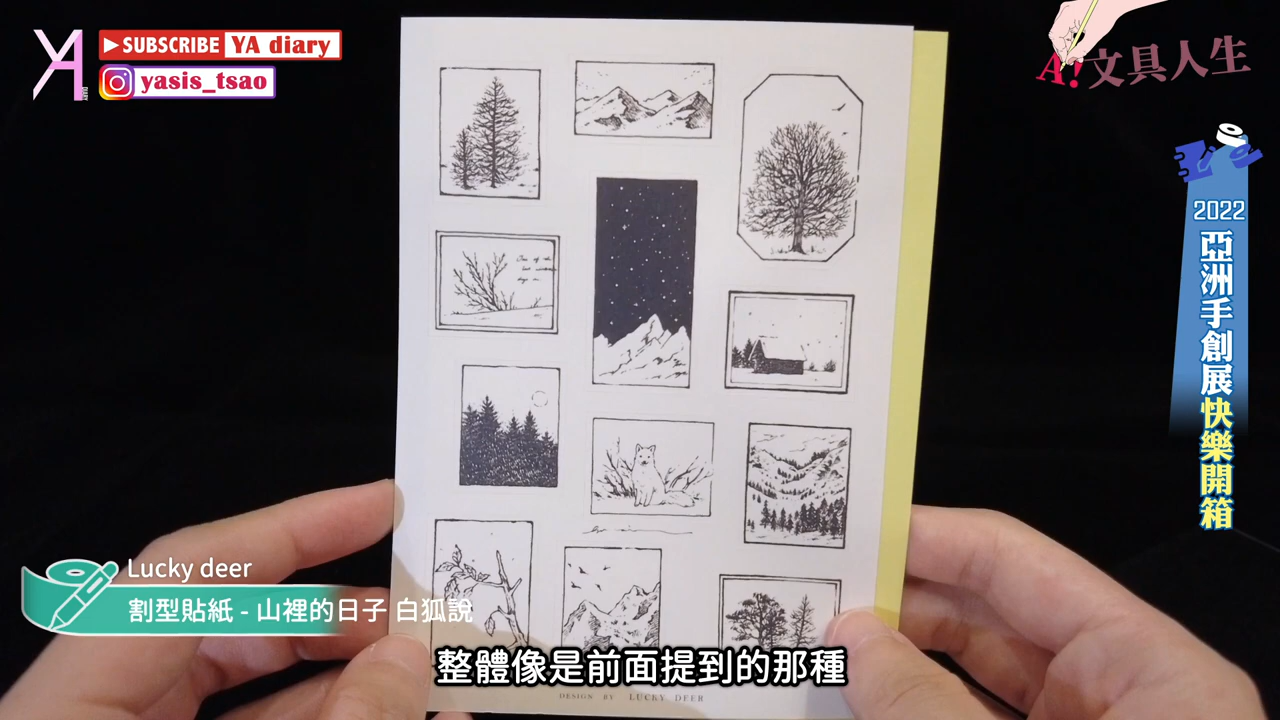 YA
DIARY
SUBSCRIBE YA diary
yasis_tsao
A!文具人生
2022
亞洲手創展快樂開箱
Lucky deer
割型貼紙 - 山裡的日子 白狐說
整體像是前面提到的那種
DESIGN BY LUCKY DEER